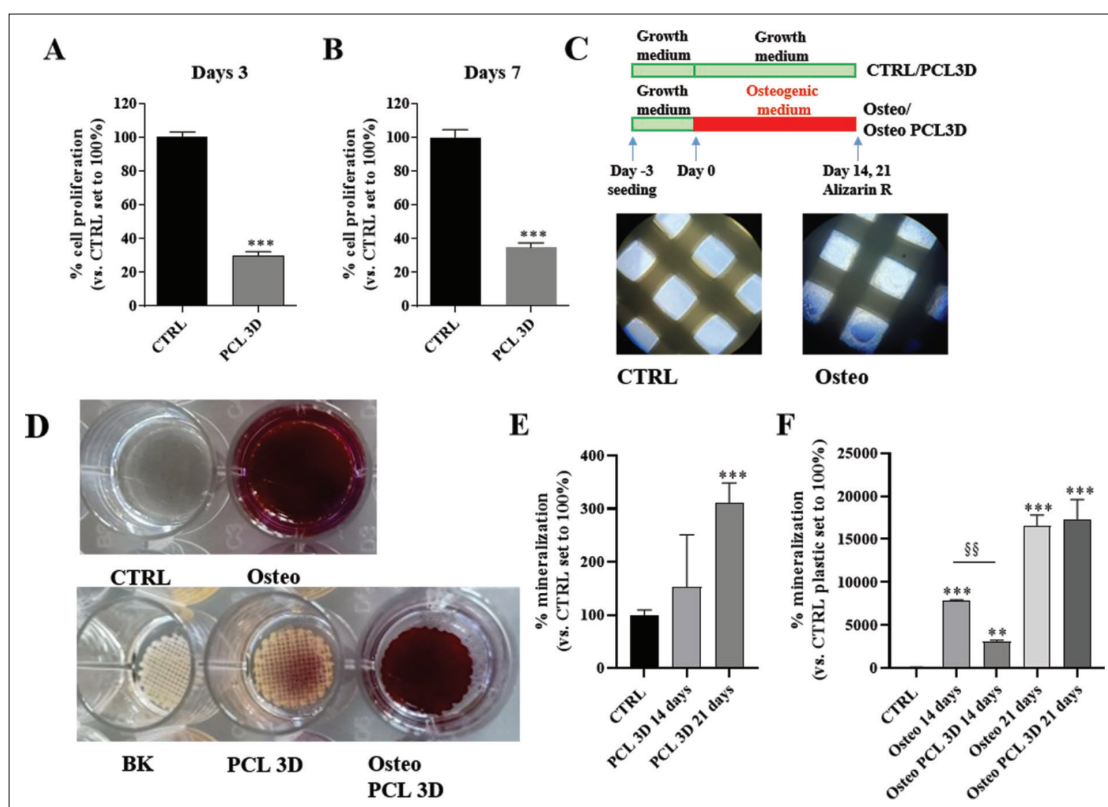 A
Days 3
% cell proliferation
(vs. CTRL set to 100%)
120
100
80
60
40
20
0
***
CTRL
PCL 3D
B
Days 7
% cell proliferation
(vs. CTRL set to 100%)
120
100
80
60
40
20
0
***
CTRL
PCL 3D
C
Growth
medium
Growth
medium
CTRL/PCL3D
Growth
medium
Osteogenic
medium
Osteo/
Osteo PCL3D
Day -3
seeding
Day 0
Day 14, 21
Alizarin R
CTRL
Osteo
D
CTRL
Osteo
BK
PCL 3D
Osteo
PCL 3D
E
% mineralization
(vs. CTRL set to 100%)
400
300
200
100
0
***
CTRL
PCL 3D 14 days
PCL 3D 21 days
F
% mineralization
(vs. CTRL plastic set to 100%)
25000
20000
15000
10000
5000
0
§§
***
**
***
***
CTRL
Osteo 14 days
Osteo PCL 3D 14 days
Osteo 21 days
Osteo PCL 3D 21 days